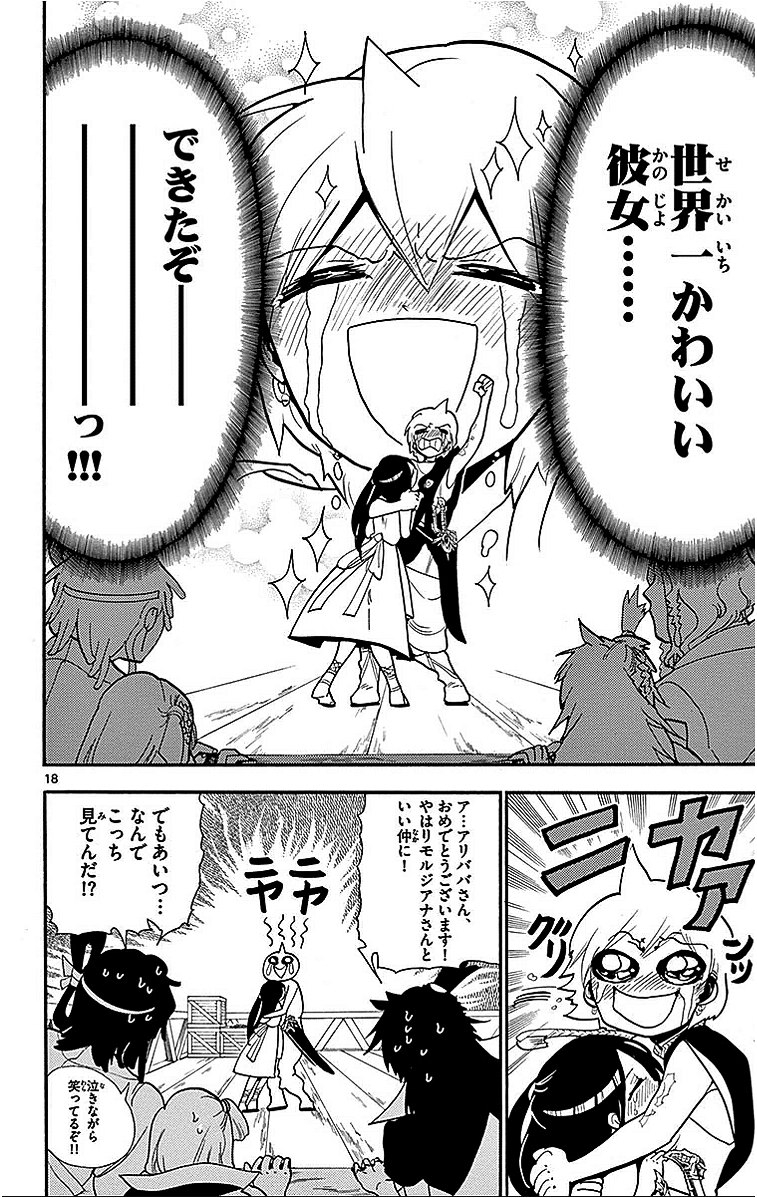 世界一かわいい
彼女……
できたぞ―
―
―っ!!!
18
ニヤァ
ンッ
グリ
ア…アリババさん、
おめでとうございます!
やはりモルジアナさんと
いい仲に!
ニヤ
ニヤ
でもあいつ…
なんで
こっち
見てんだ!?
泣きながら
笑ってるぞ!!